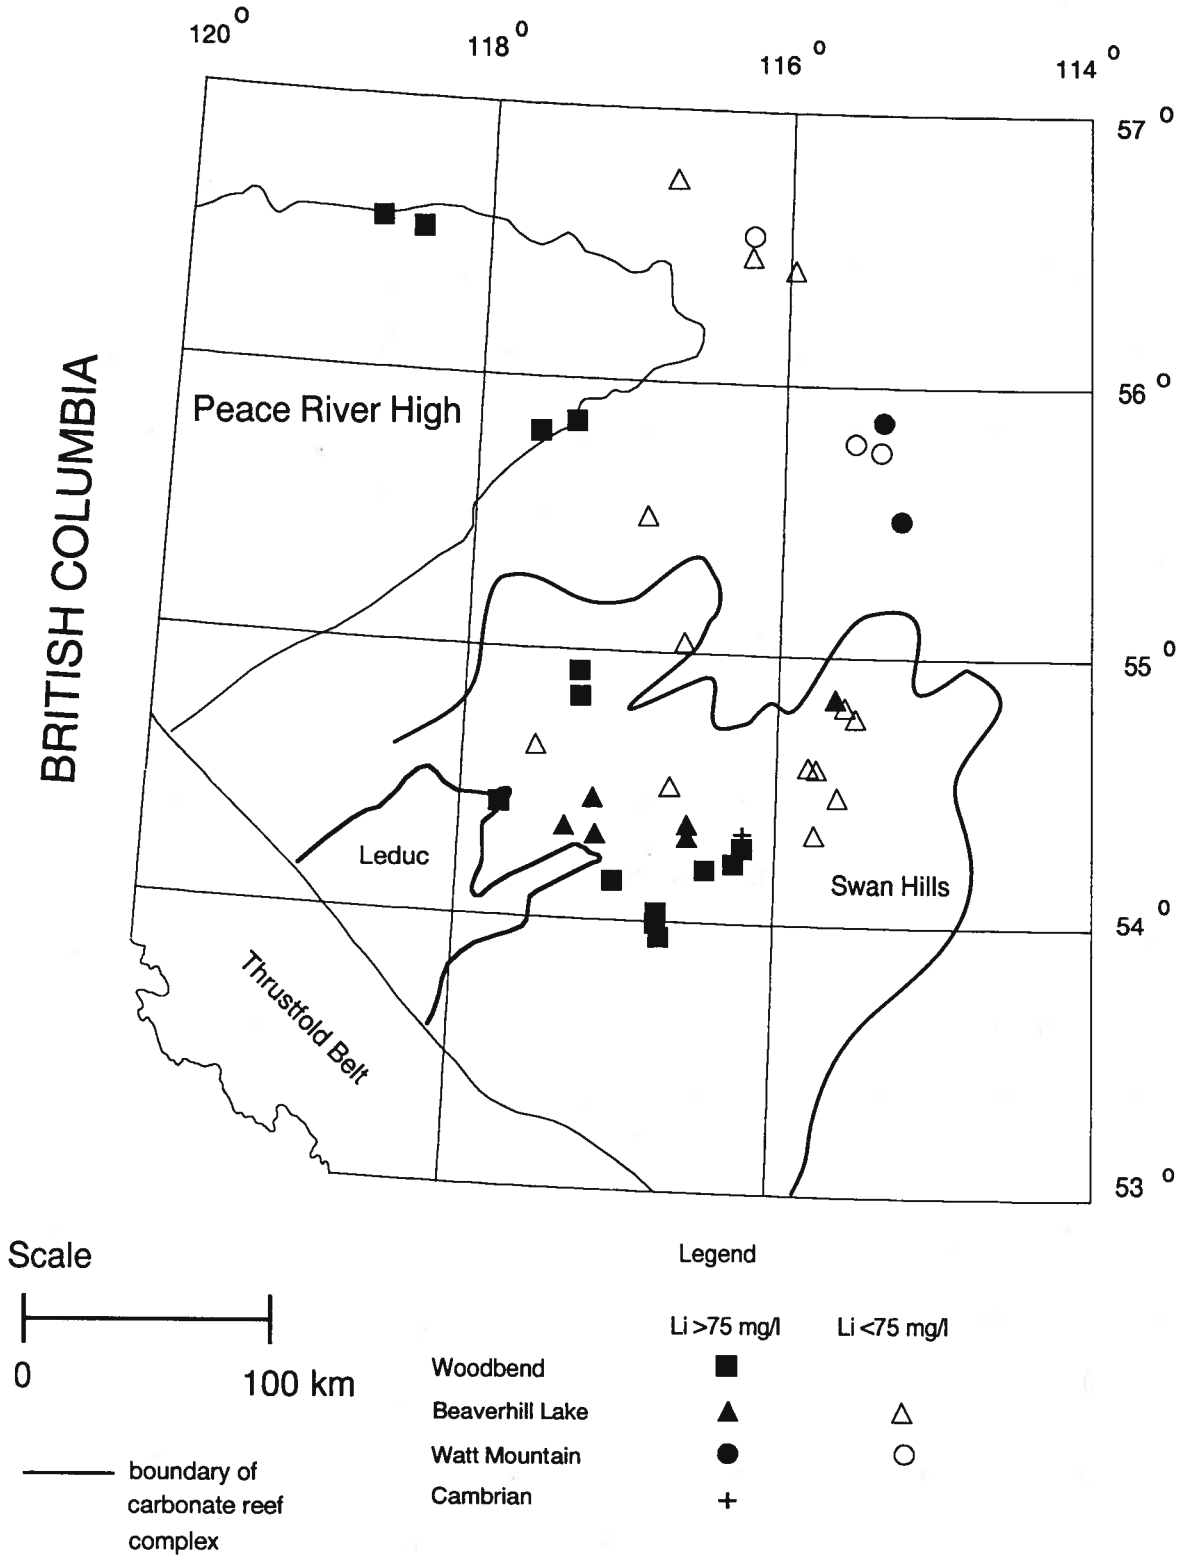 120 o
118 o
116 o
114 o
57 o
56 o
BRITISH COLUMBIA
Peace River High
55 o
Leduc
Swan Hills
54 o
Thrustfold Belt
53 o
Scale
0
100 km
boundary of
carbonate reef
complex
Legend
Li >75 mg/l Li <75 mg/l
Woodbend
Beaverhill Lake
Watt Mountain
Cambrian